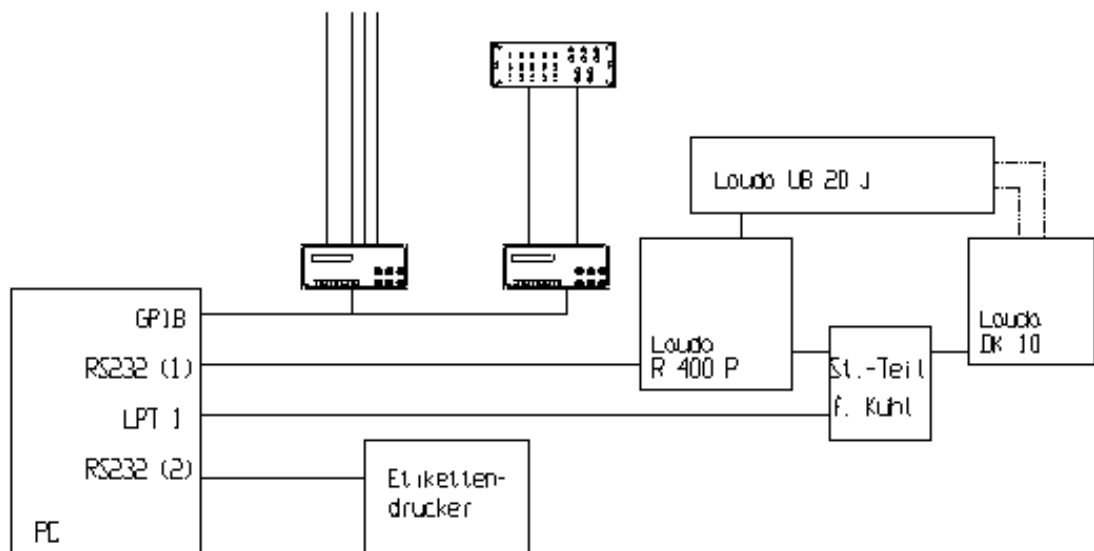 Lauda UB 20 J
GPIB
RS232 (1)
LPT 1
RS232 (2)
PC
Etiketten-
drucker
Lauda
R 400 P
St.-Teil
f. Kuhl
Lauda
DK 10